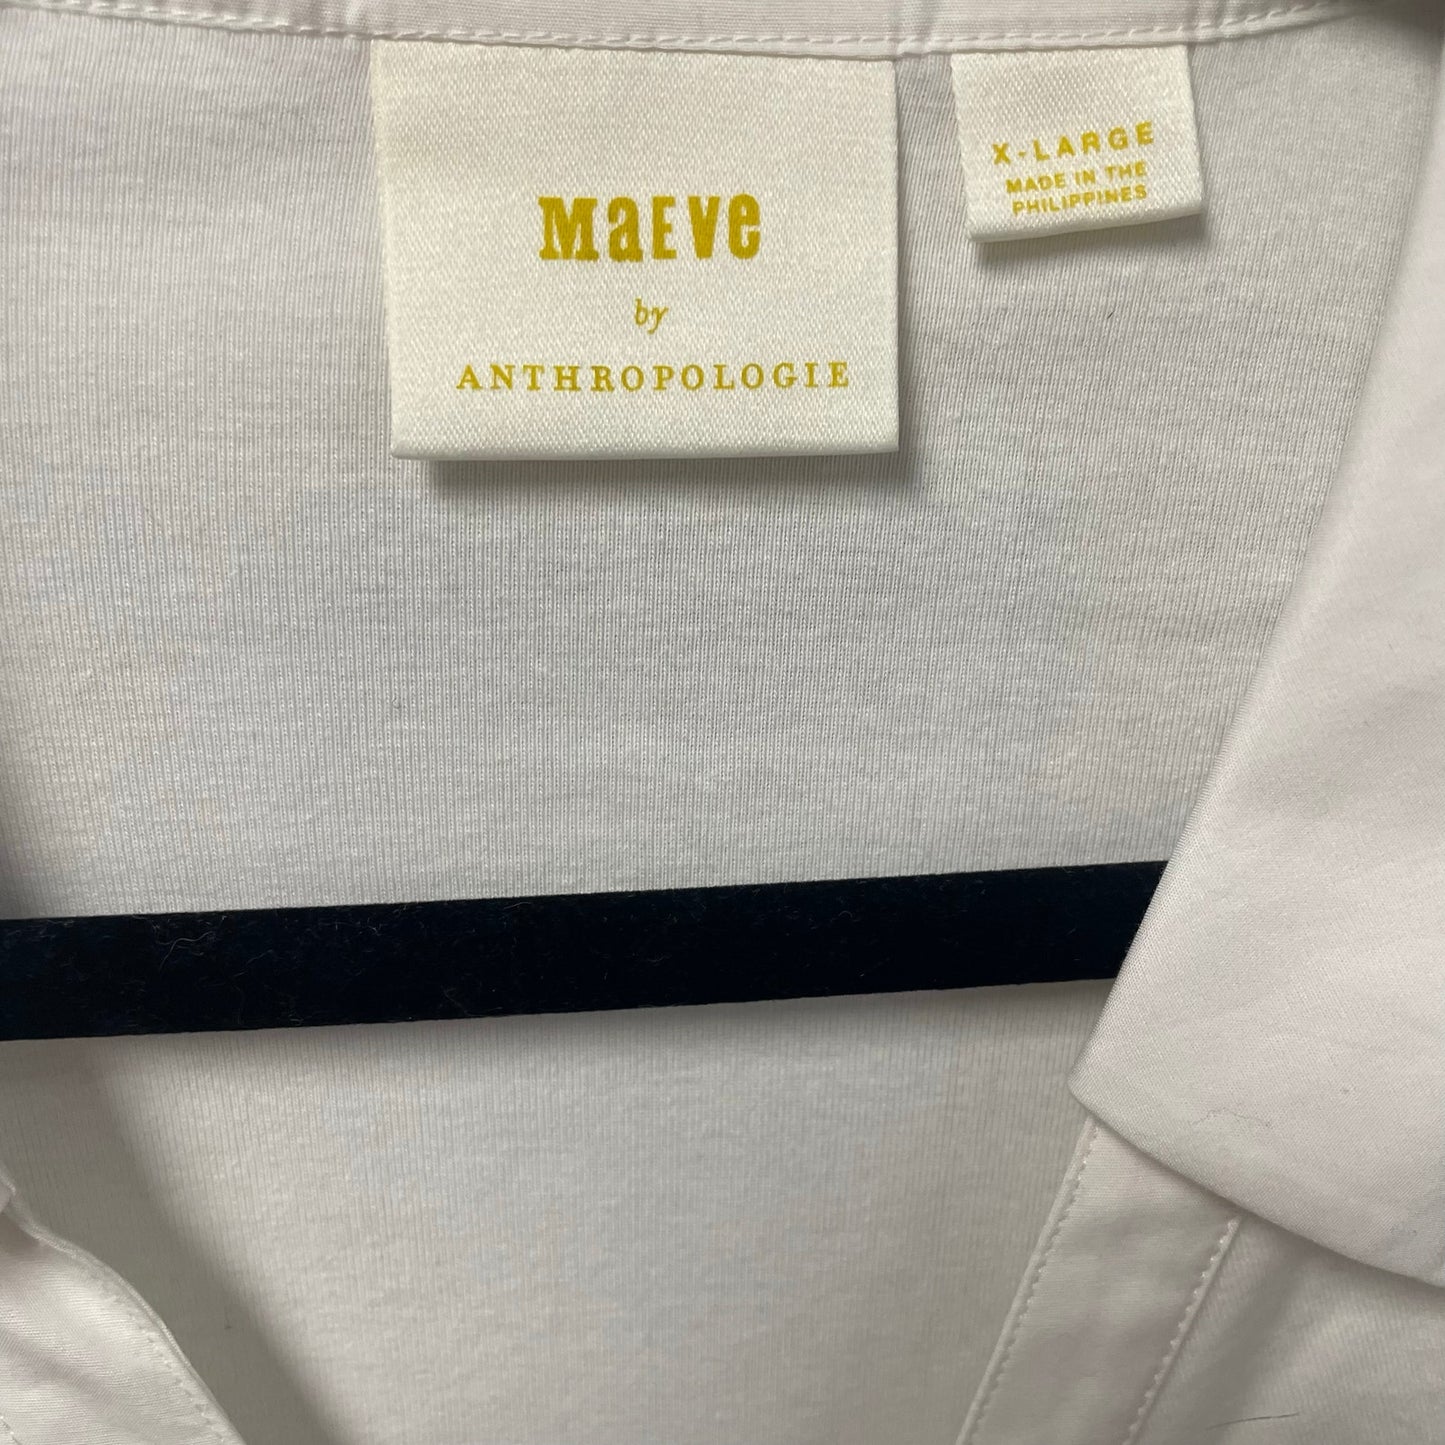 MaEVe
by
ANTHROPOLOGIE
X-LARGE
MADE IN THE
PHILIPPINES